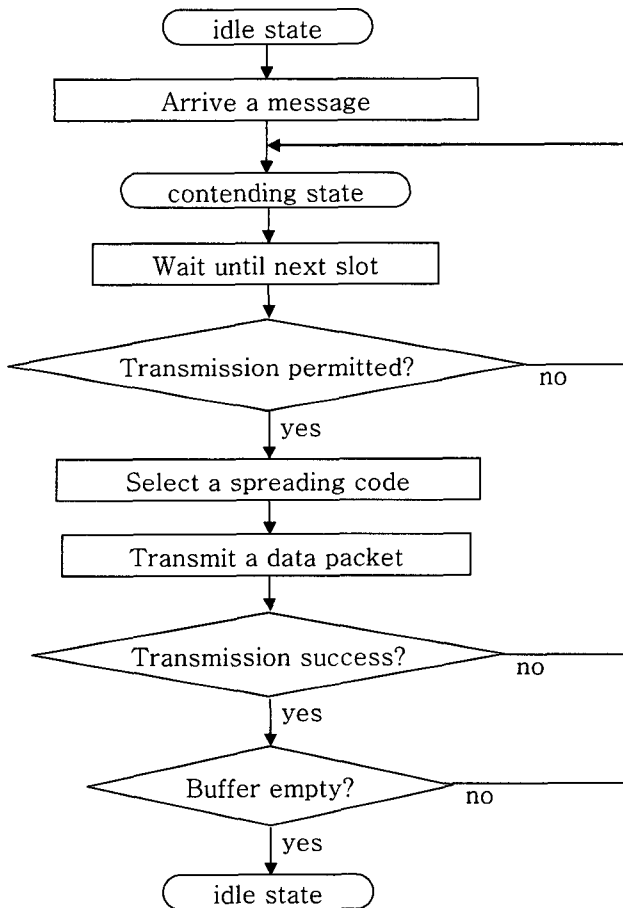 idle state
Arrive a message
contending state
Wait until next slot
Transmission permitted?
no
yes
Select a spreading code
Transmit a data packet
Transmission success?
no
yes
Buffer empty?
no
yes
idle state